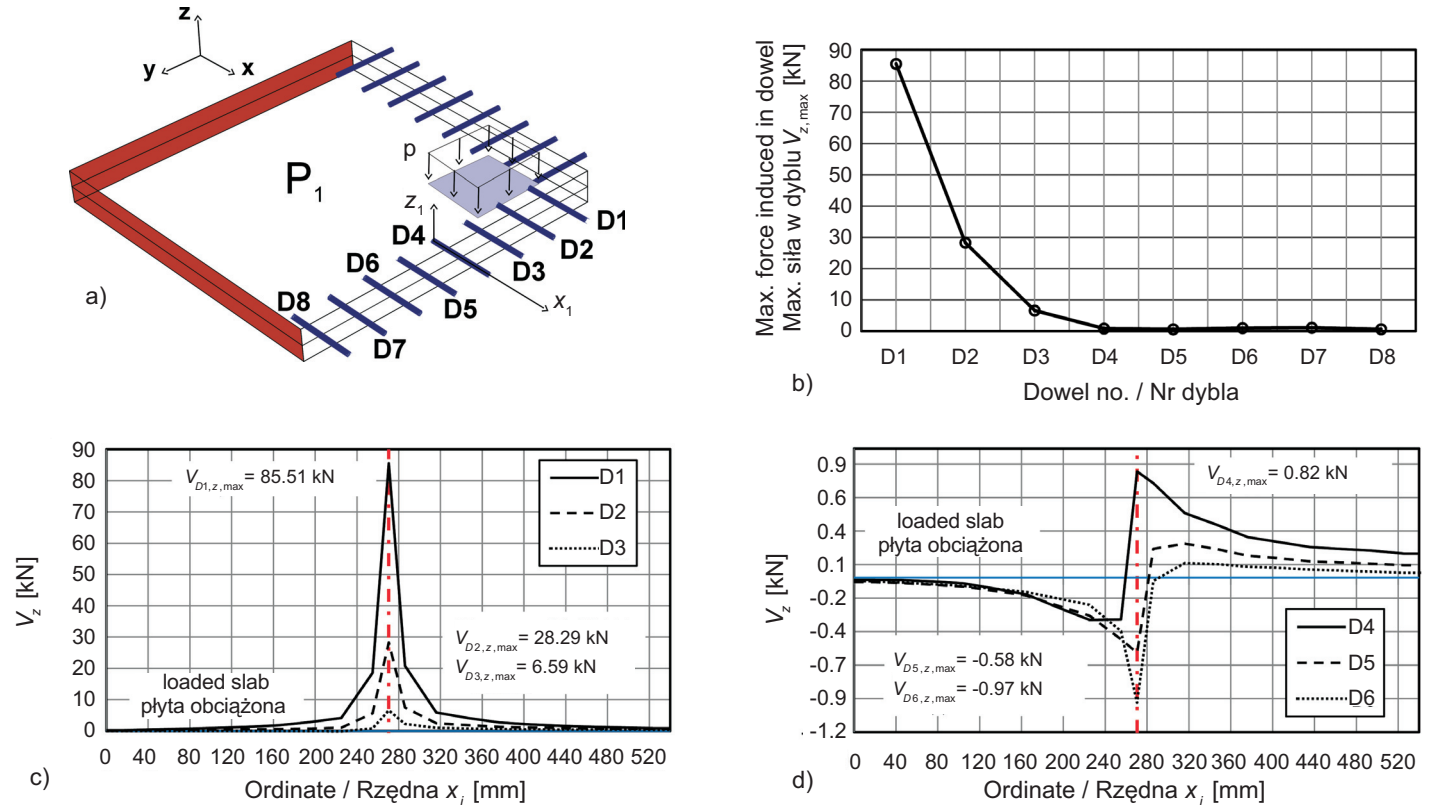 z
y
x
P1
p
z1
D4
D1
D2
D3
D6
D5
x1
D8
D7
a)
Max. force induced in dowel
Max. siła w dyblu Vz,max [kN]
90
80
70
60
50
40
30
20
10
0
D1 D2 D3 D4 D5 D6 D7 D8
Dowel no. / Nr dybla
b)
Vz [kN]
90
80
70
60
50
40
30
20
10
0
VD1,z,max= 85.51 kN
D1
D2
D3
VD2,z,max= 28.29 kN
VD3,z,max= 6.59 kN
loaded slab
płyta obciążona
0 40 80 120 160 200 240 280 320 360 400 440 480 520
Ordinate / Rzędna xi [mm]
c)
Vz [kN]
0.9
0.6
0.4
0.1
-0.2
-0.4
-0.7
-0.9
-1.2
VD4,z,max= 0.82 kN
loaded slab
płyta obciążona
VD5,z,max= -0.58 kN
VD6,z,max= -0.97 kN
D4
D5
D6
0 40 80 120 160 200 240 280 320 360 400 440 480 520
Ordinate / Rzędna xi [mm]
d)